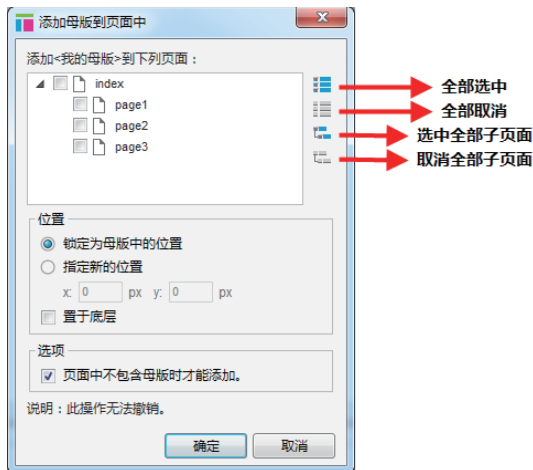 添加母版到页面中
添加<我的母版>到下列页面：
index
page1
page2
page3
全部选中
全部取消
选中全部子页面
取消全部子页面
位置
锁定为母版中的位置
指定新的位置
x: 0 px y: 0 px
置于底层
选项
页面中不包含母版时才能添加。
说明：此操作无法撤销。
确定 取消